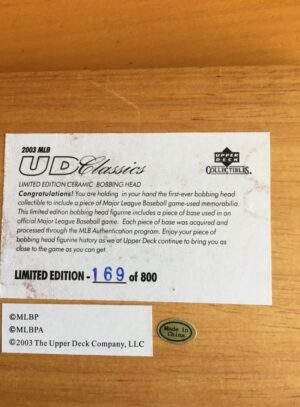 2003 MLB
UD Classics
UPPER DECK
COLLECTIBLES.
LIMITED EDITION CERAMIC BOBBING HEAD
Congratulations! You are holding in your hand the first-ever bobbing head
collectible to include a piece of Major League Baseball game-used memorabilia.
This limited edition bobbing head figurine includes a piece of base used in an
official Major League Baseball game. Each piece of base was acquired and
processed through the MLB Authentication program. Enjoy your piece of
bobbing head figurine history as we at Upper Deck continue to bring you as
close to the game as you can get.
LIMITED EDITION - 169 of 800
©MLBP
©MLBPA
©2003 The Upper Deck Company, LLC
Made in
China